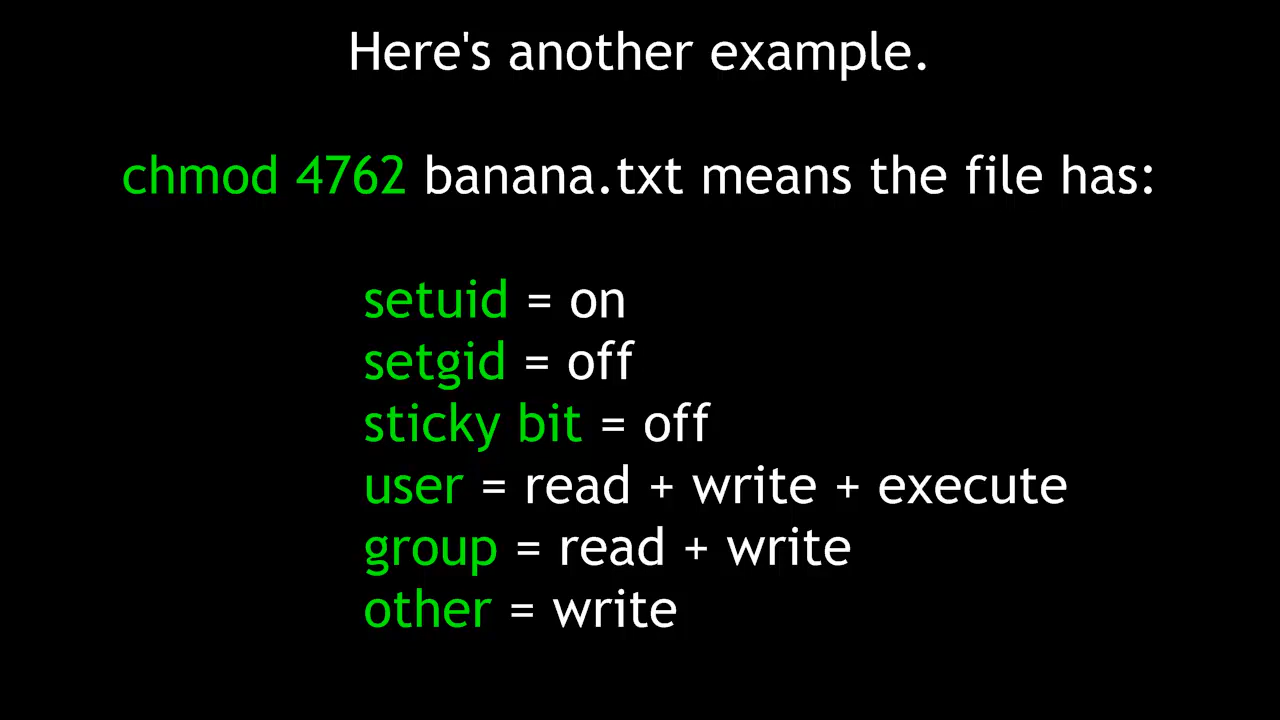 Here's another example.
chmod 4762 banana.txt means the file has:
setuid = on
setgid = off
sticky bit = off
user = read + write + execute
group = read + write
other = write